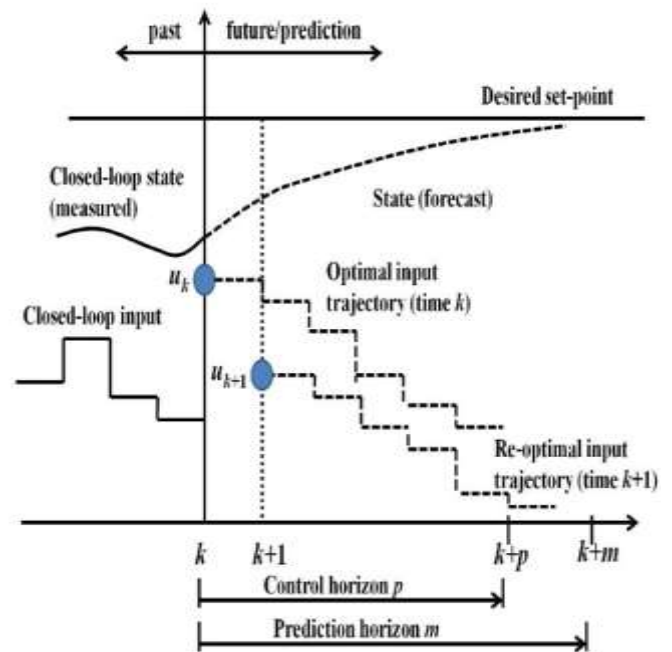 past future/prediction
Desired set-point
Closed-loop state
(measured)
State (forecast)
u_k
Optimal input
trajectory (time k)
Closed-loop input
u_{k+1}
Re-optimal input
trajectory (time k+1)
k k+1 k+p k+m
Control horizon p
Prediction horizon m